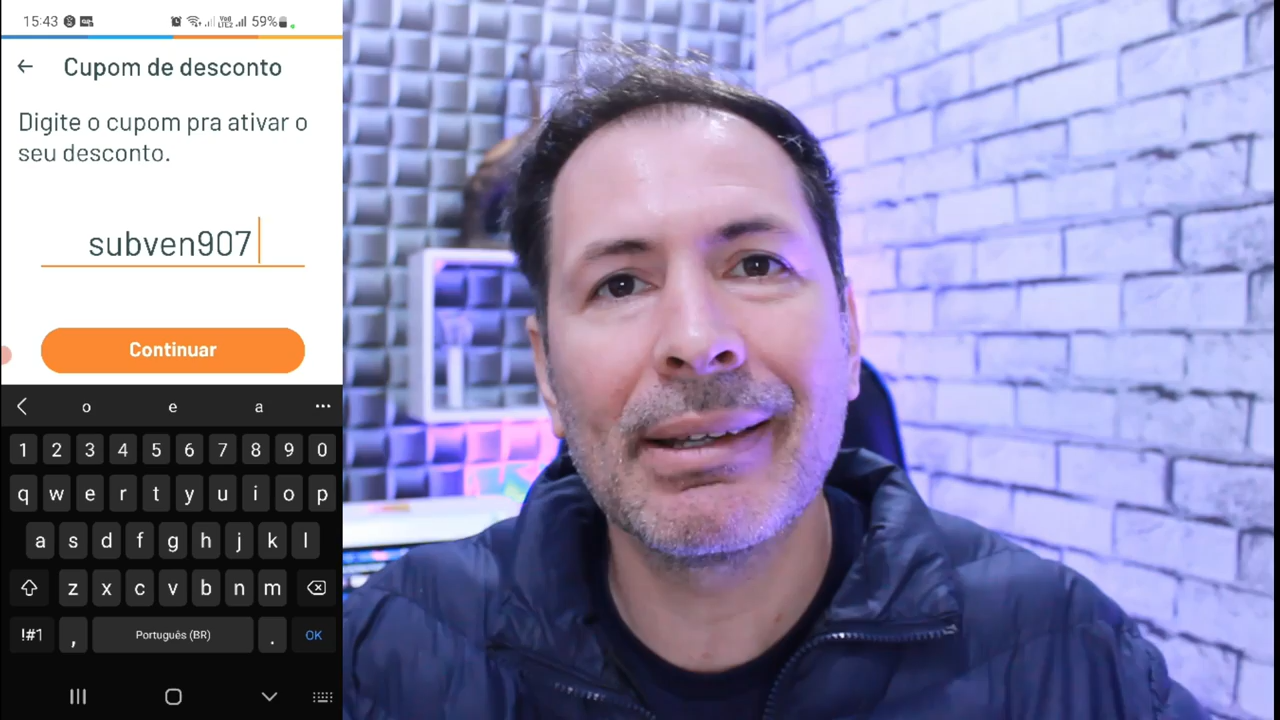 15:43 59%
Cupom de desconto
Digite o cupom pra ativar o
seu desconto.
subven907
Continuar
o e a
1 2 3 4 5 6 7 8 9 0
q w e r t y u i o p
a s d f g h j k l
z x c v b n m
!#1 , Português (BR) . OK